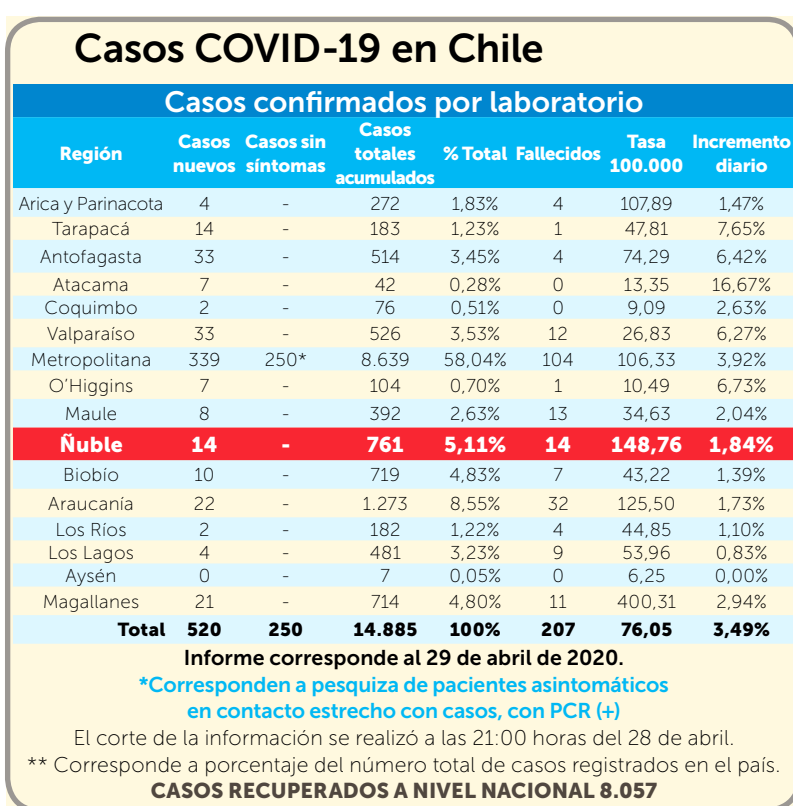 Casos COVID-19 en Chile
Casos confirmados por laboratorio
Región Casos nuevos Casos sin síntomas Casos totales acumulados % Total Fallecidos Tasa 100.000 Incremento diario
Arica y Parinacota 4 - 272 1,83% 4 107,89 1,47%
Tarapacá 14 - 183 1,23% 1 47,81 7,65%
Antofagasta 33 - 514 3,45% 4 74,29 6,42%
Atacama 7 - 42 0,28% 0 13,35 16,67%
Coquimbo 2 - 76 0,51% 0 9,09 2,63%
Valparaíso 33 - 526 3,53% 12 26,83 6,27%
Metropolitana 339 250* 8.639 58,04% 104 106,33 3,92%
O'Higgins 7 - 104 0,70% 1 10,49 6,73%
Maule 8 - 392 2,63% 13 34,63 2,04%
Ñuble 14 - 761 5,11% 14 148,76 1,84%
Biobío 10 - 719 4,83% 7 43,22 1,39%
Araucanía 22 - 1.273 8,55% 32 125,50 1,73%
Los Ríos 2 - 182 1,22% 4 44,85 1,10%
Los Lagos 4 - 481 3,23% 9 53,96 0,83%
Aysén 0 - 7 0,05% 0 6,25 0,00%
Magallanes 21 - 714 4,80% 11 400,31 2,94%
Total 520 250 14.885 100% 207 76,05 3,49%
Informe corresponde al 29 de abril de 2020.
*Corresponden a pesquiza de pacientes asintomáticos
en contacto estrecho con casos, con PCR (+)
El corte de la información se realizó a las 21:00 horas del 28 de abril.
** Corresponde a porcentaje del número total de casos registrados en el país.
CASOS RECUPERADOS A NIVEL NACIONAL 8.057